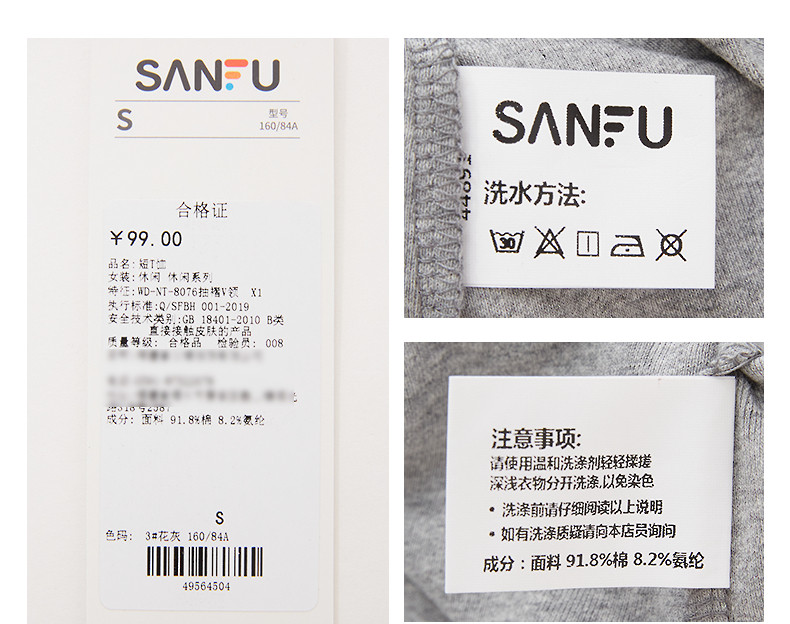 SANFU
S
型号
160/84A
合格证
￥99.00
品名:短T恤
女装:休闲 休闲系列
特征:WD-NT-8076抽褶V领 X1
执行标准:Q/SFBH 001-2019
安全技术类别:GB 18401-2010 B类
直接接触皮肤的产品
质量等级: 合格品 检验员: 008
成分: 面料 91.8%棉 8.2%氨纶
S
色码: 3#花灰 160/84A
49564504
SANFU
洗水方法:
30
注意事项:
请使用温和洗涤剂轻轻揉搓
深浅衣物分开洗涤,以免染色
• 洗涤前请仔细阅读以上说明
• 如有洗涤质疑请向本店员询问
成分：面料 91.8%棉 8.2%氨纶